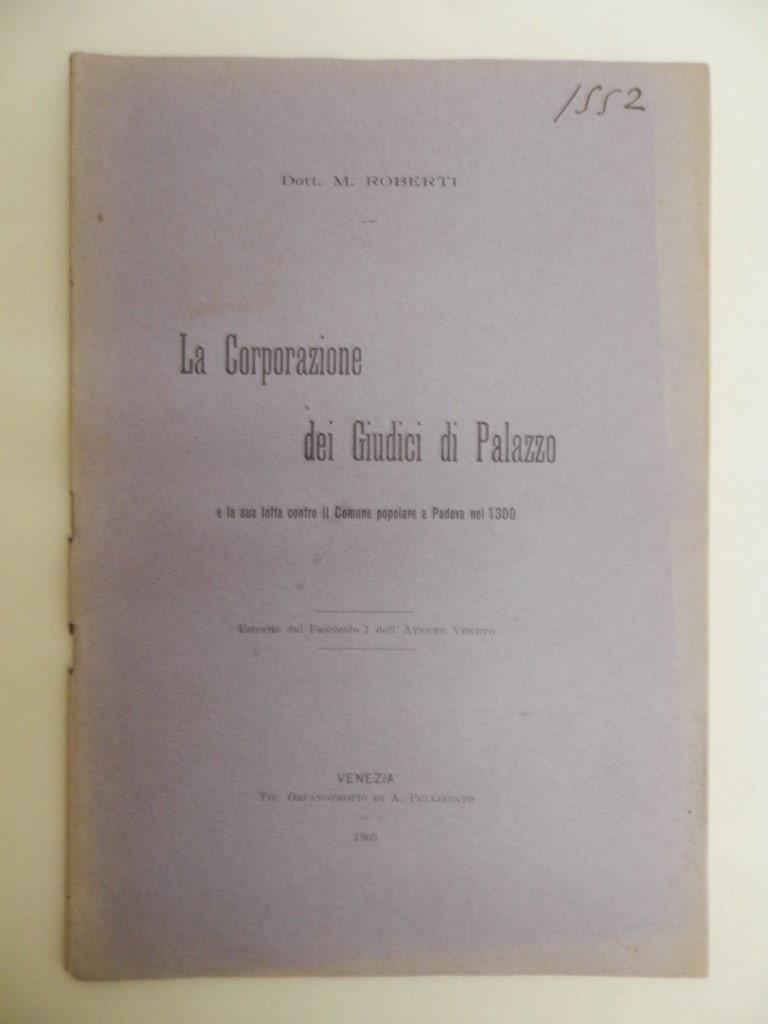 1552
Dott. M. ROBERTI
La Corporazione
dei Giudici di Palazzo
e la sua lotta contro il Comune popolare a Padova nel 1300
Estratto dal Fascicolo 1 dell' ATENEO VENETO
VENEZIA
TIP. ORFANOTROFIO DI A. PELLIZZATO